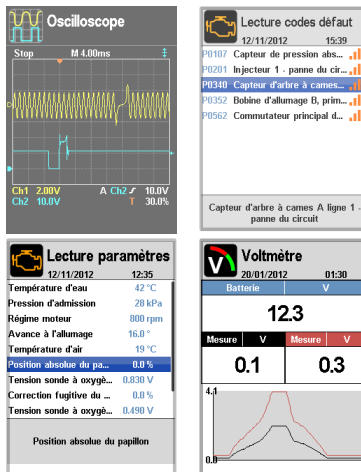 Oscilloscope
Stop M 4.00ms
Ch1 2.00V A Ch2 10.0V
Ch2 10.0V T 30.0%
Lecture codes défaut
12/11/2012 15:39
P0107 Capteur de pression abs...
P0201 Injecteur 1 - panne du cir...
P0340 Capteur d'arbre à cames...
P0352 Bobine d'allumage B, prim...
P0562 Commutateur principal d...
Capteur d'arbre à cames A ligne 1 -
panne du circuit
Lecture paramètres
12/11/2012 12:35
Température d'eau 42 °C
Pression d'admission 28 kPa
Régime moteur 800 rpm
Avance à l'allumage 16.0 °
Température d'air 19 °C
Position absolue du pa... 0.0 %
Tension sonde à oxygè... 0.830 V
Correction fugitive du ... 0.0 %
Tension sonde à oxygè... 0.490 V
Position absolue du papillon
V Voltmètre
20/01/2012 01:30
Batterie V
12.3
Mesure V Mesure V
0.1 0.3
4.1
0.0